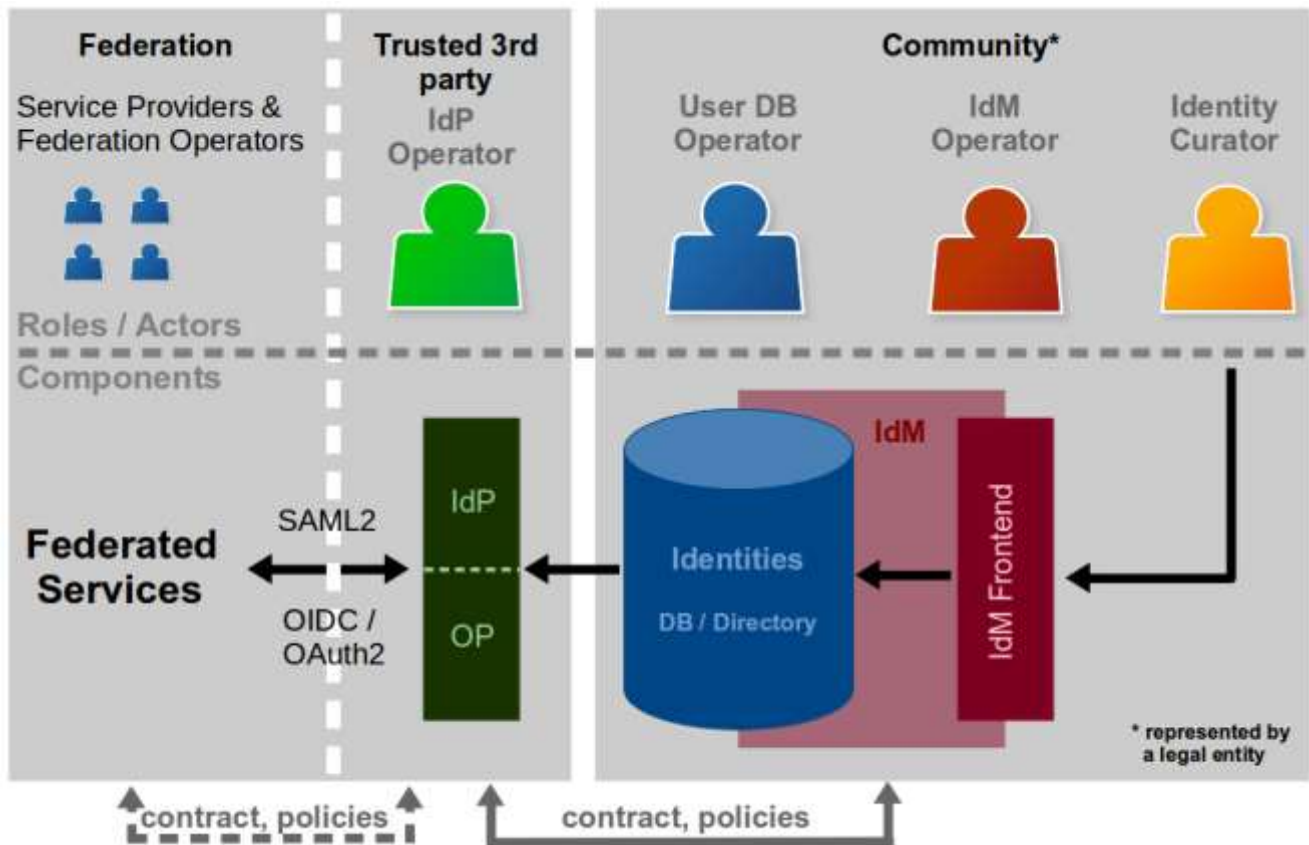 Federation
Service Providers &
Federation Operators
Trusted 3rd
party
IdP
Operator
Community*
User DB
Operator
IdM
Operator
Identity
Curator
Roles / Actors
Components
Federated
Services
SAML2
OIDC /
OAuth2
IdP
OP
Identities
DB / Directory
IdM
IdM Frontend
* represented by
a legal entity
contract, policies
contract, policies